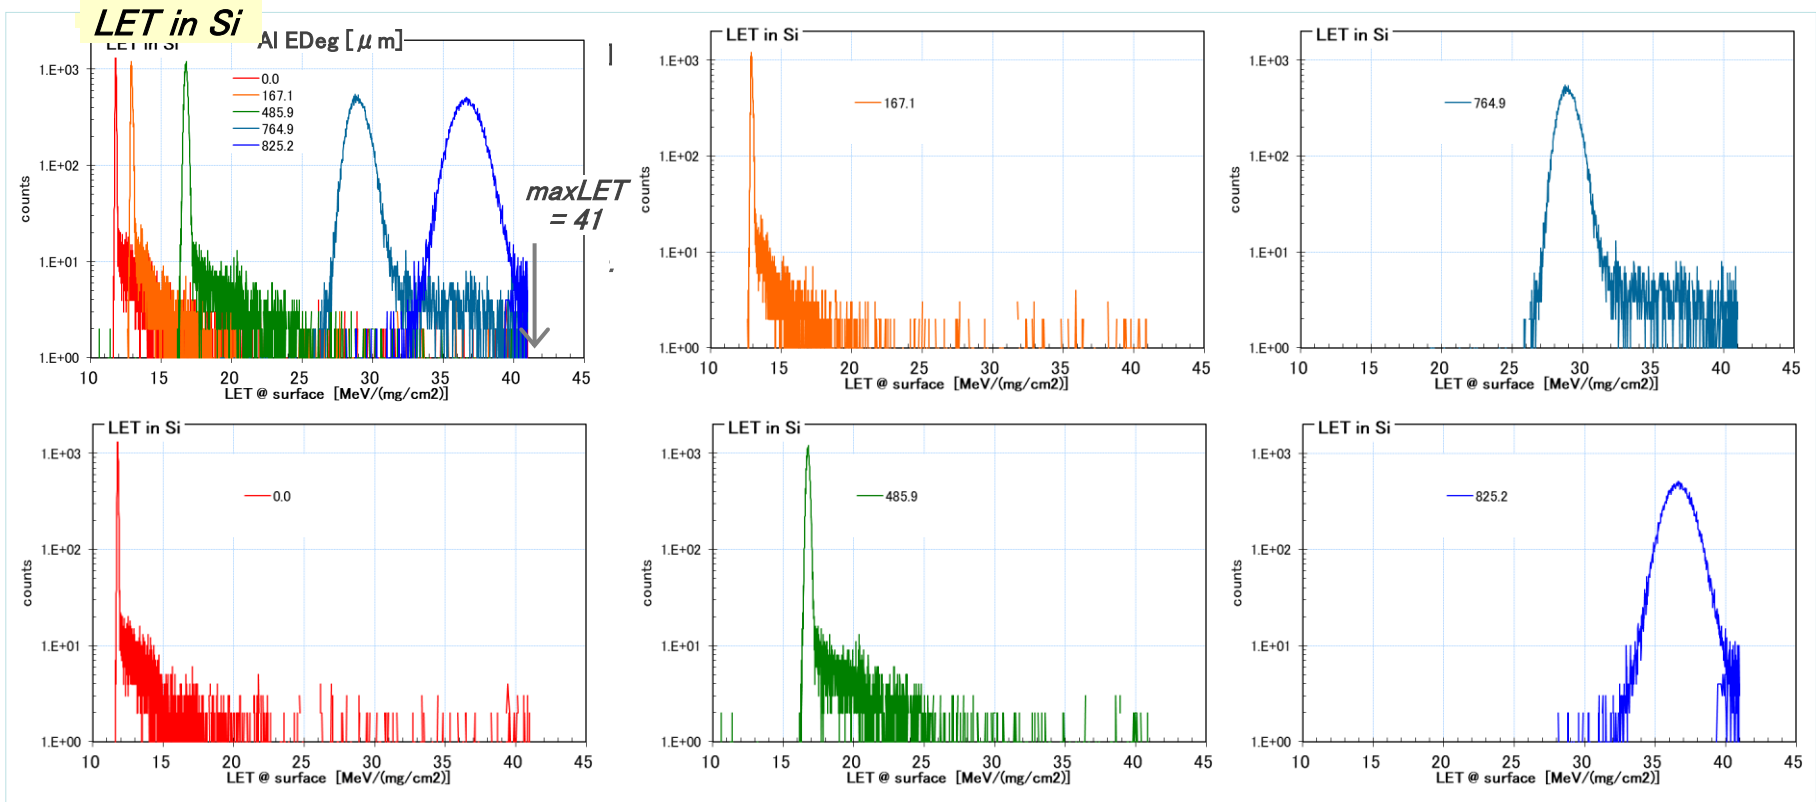 LET in Si
LET in Si
Al EDeg [μm]
1.E+03
1.E+02
1.E+01
1.E+00
counts
0.0
167.1
485.9
764.9
825.2
maxLET
= 41
10 15 20 25 30 35 40 45
LET @ surface [MeV/(mg/cm2)]
LET in Si
1.E+03
1.E+02
1.E+01
1.E+00
counts
167.1
10 15 20 25 30 35 40 45
LET @ surface [MeV/(mg/cm2)]
LET in Si
1.E+03
1.E+02
1.E+01
1.E+00
counts
764.9
10 15 20 25 30 35 40 45
LET @ surface [MeV/(mg/cm2)]
LET in Si
1.E+03
1.E+02
1.E+01
1.E+00
counts
0.0
10 15 20 25 30 35 40 45
LET @ surface [MeV/(mg/cm2)]
LET in Si
1.E+03
1.E+02
1.E+01
1.E+00
counts
485.9
10 15 20 25 30 35 40 45
LET @ surface [MeV/(mg/cm2)]
LET in Si
1.E+03
1.E+02
1.E+01
1.E+00
counts
825.2
10 15 20 25 30 35 40 45
LET @ surface [MeV/(mg/cm2)]